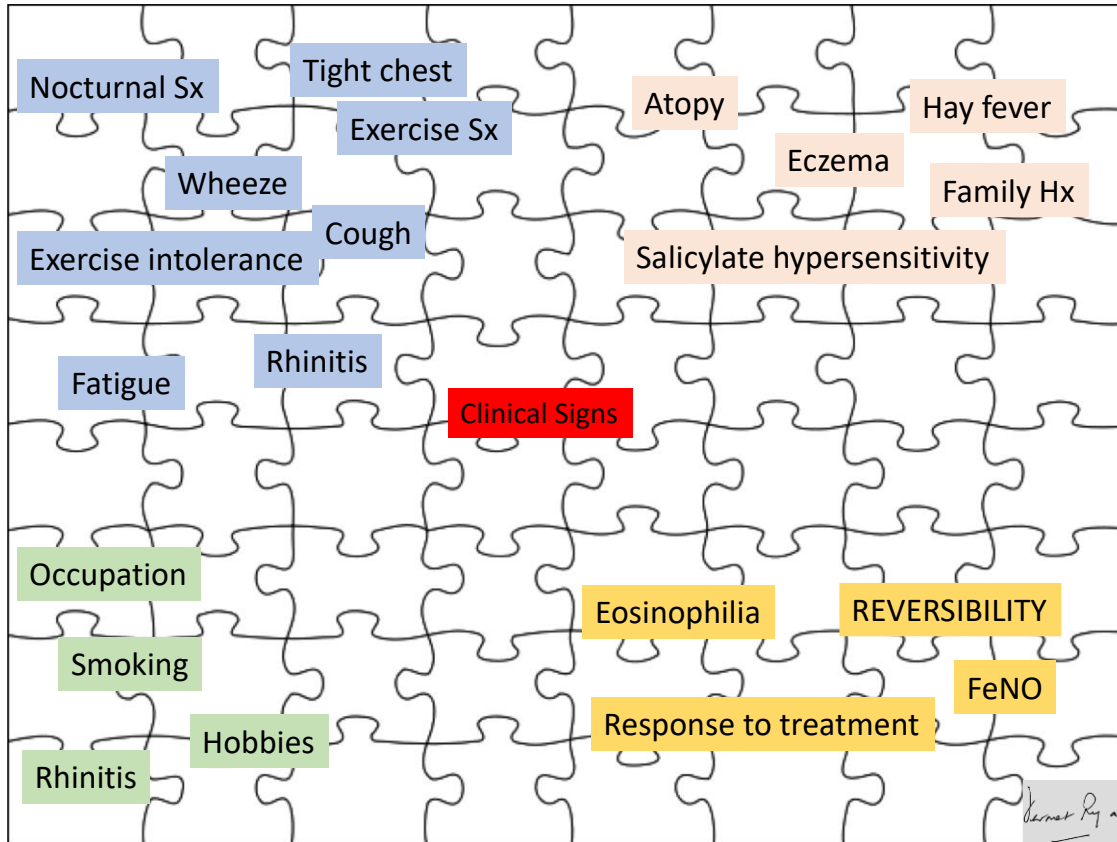 Nocturnal Sx
Tight chest
Exercise Sx
Wheeze
Cough
Exercise intolerance
Rhinitis
Fatigue
Atopy
Hay fever
Eczema
Family Hx
Salicylate hypersensitivity
Clinical Signs
Occupation
Smoking
Hobbies
Rhinitis
Eosinophilia
REVERSIBILITY
FeNO
Response to treatment